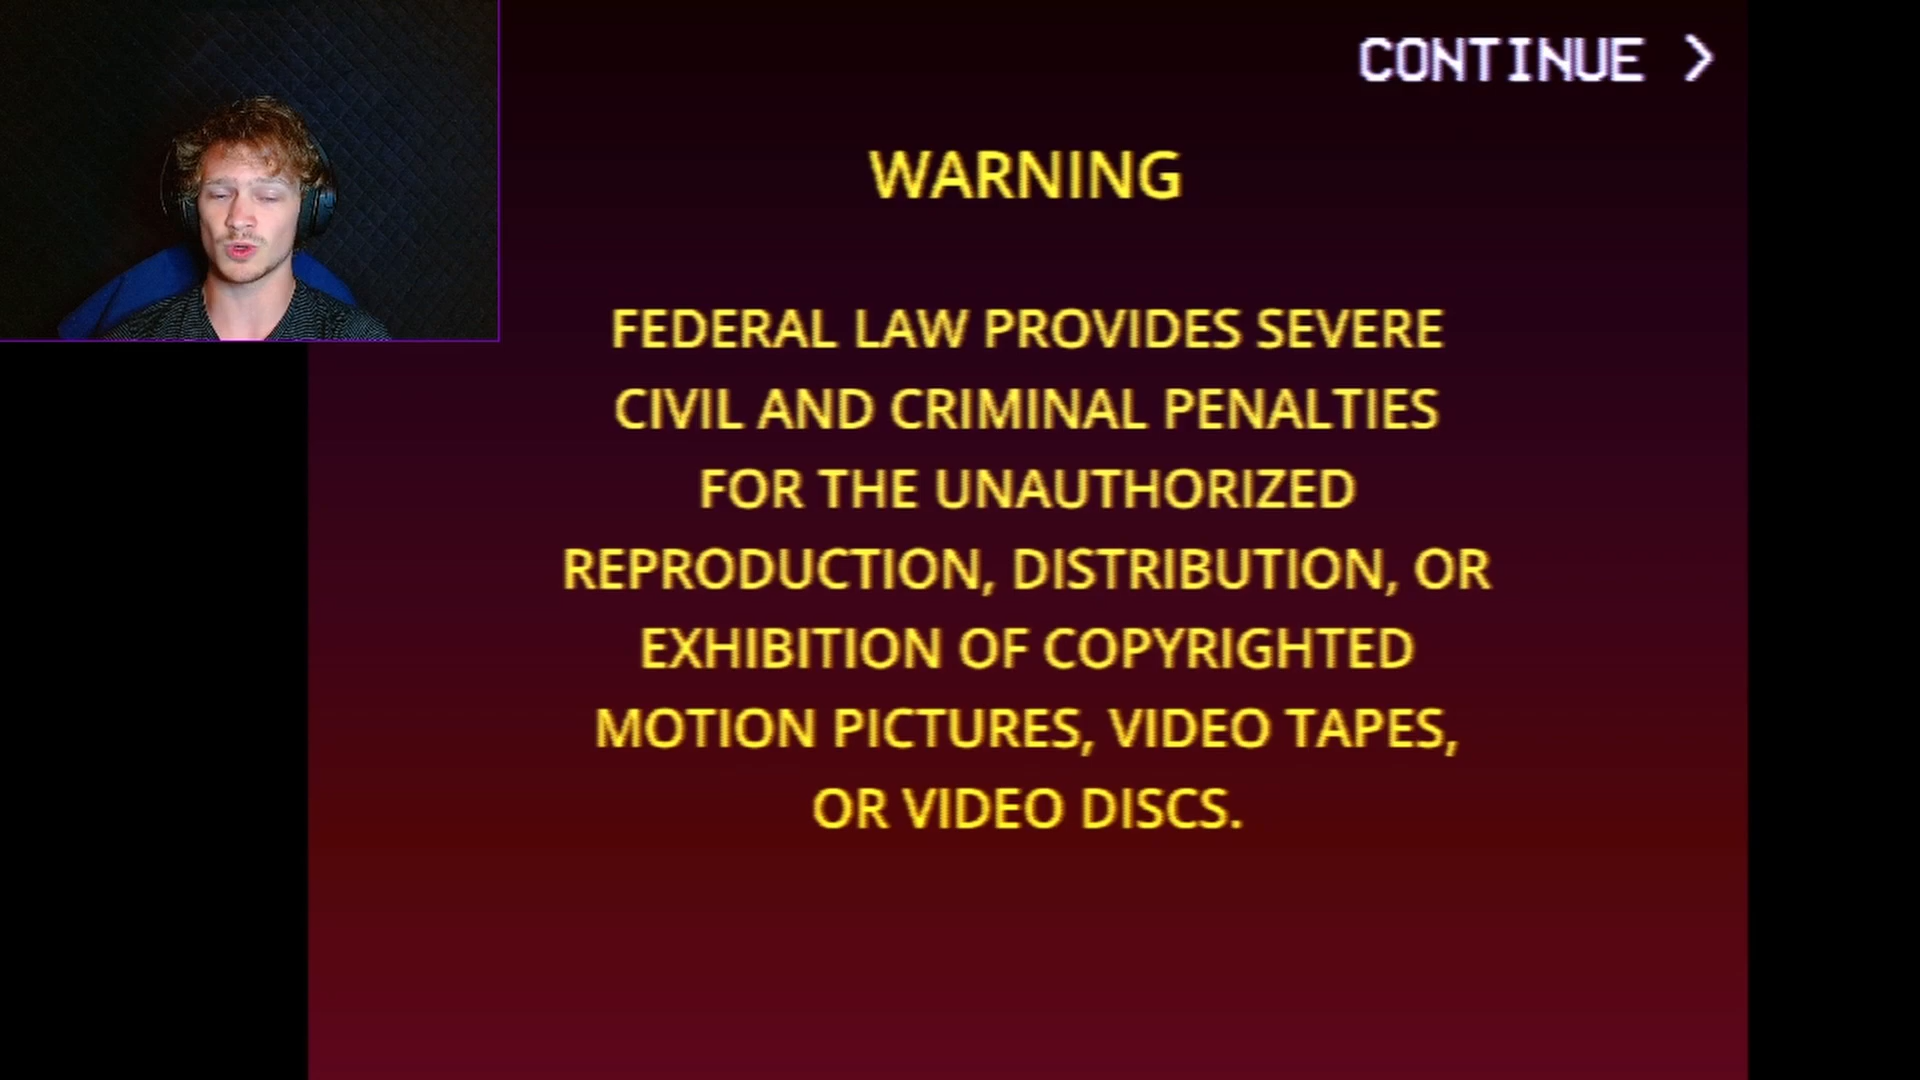 CONTINUE >
WARNING
FEDERAL LAW PROVIDES SEVERE
CIVIL AND CRIMINAL PENALTIES
FOR THE UNAUTHORIZED
REPRODUCTION, DISTRIBUTION, OR
EXHIBITION OF COPYRIGHTED
MOTION PICTURES, VIDEO TAPES,
OR VIDEO DISCS.